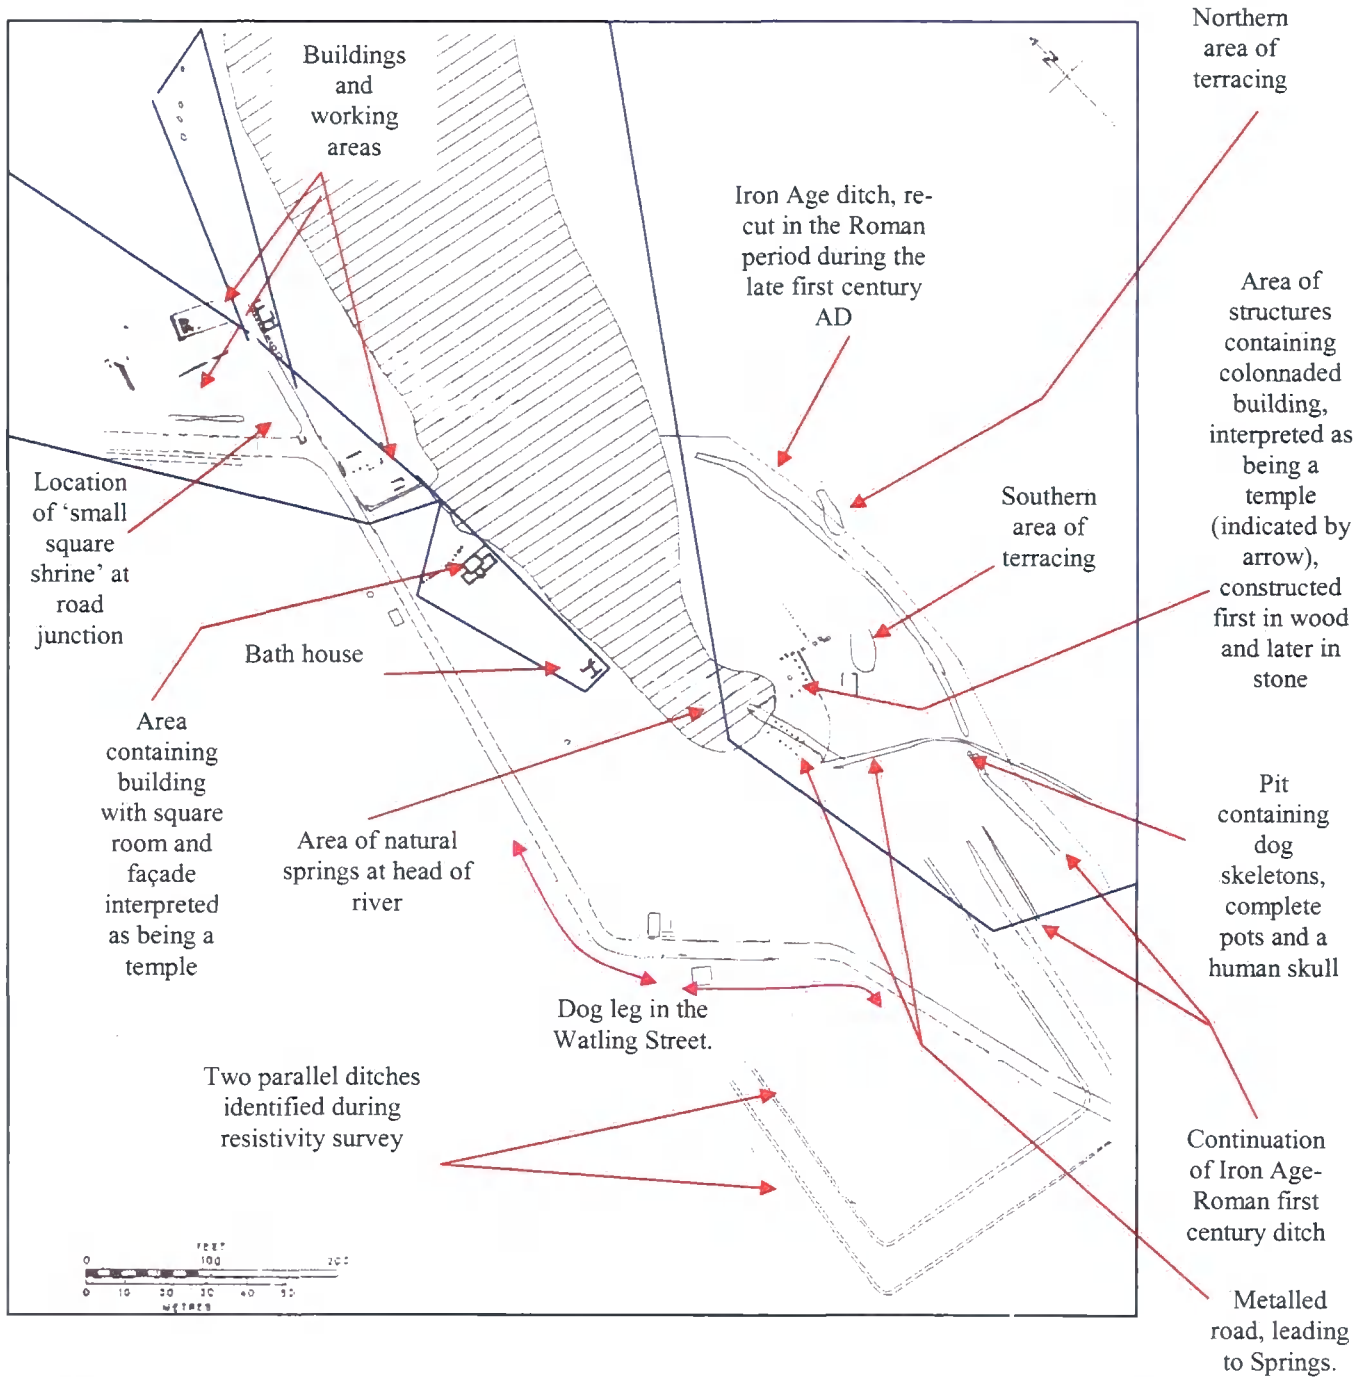 Buildings
and
working
areas
Northern
area of
terracing
N
Iron Age ditch, re-
cut in the Roman
period during the
late first century
AD
Area of
structures
containing
colonnaded
building,
interpreted as
being a
temple
(indicated by
arrow),
constructed
first in wood
and later in
stone
Location
of ‘small
square
shrine’ at
road
junction
Southern
area of
terracing
Bath house
Area
containing
building
with square
room and
façade
interpreted
as being a
temple
Area of natural
springs at head of
river
Pit
containing
dog
skeletons,
complete
pots and a
human skull
Dog leg in the
Watling Street.
Two parallel ditches
identified during
resistivity survey
Continuation
of Iron Age-
Roman first
century ditch
Metalled
road, leading
to Springs.
FEET
0 100 200
0 10 20 30 40 50
METRES